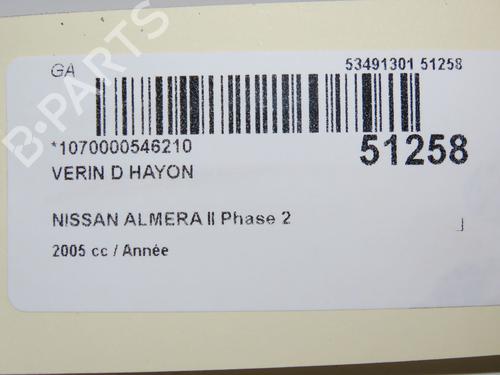 GA 53491301 51258
*1070000546210 51258
VERIN D HAYON
NISSAN ALMERA II Phase 2
2005 cc / Année
B-PARTS